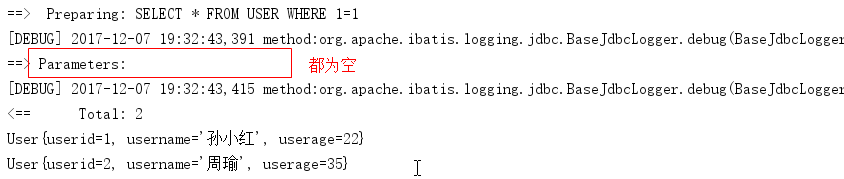 ==>  Preparing: SELECT * FROM USER WHERE 1=1
[DEBUG] 2017-12-07 19:32:43,391 method:org.apache.ibatis.logging.jdbc.BaseJdbcLogger.debug(BaseJdbcLogger
==> Parameters: 都为空
[DEBUG] 2017-12-07 19:32:43,415 method:org.apache.ibatis.logging.jdbc.BaseJdbcLogger.debug(BaseJdbcLogger
<==      Total: 2
User{userid=1, username='孙小红', userage=22}
User{userid=2, username='周瑜', userage=35}